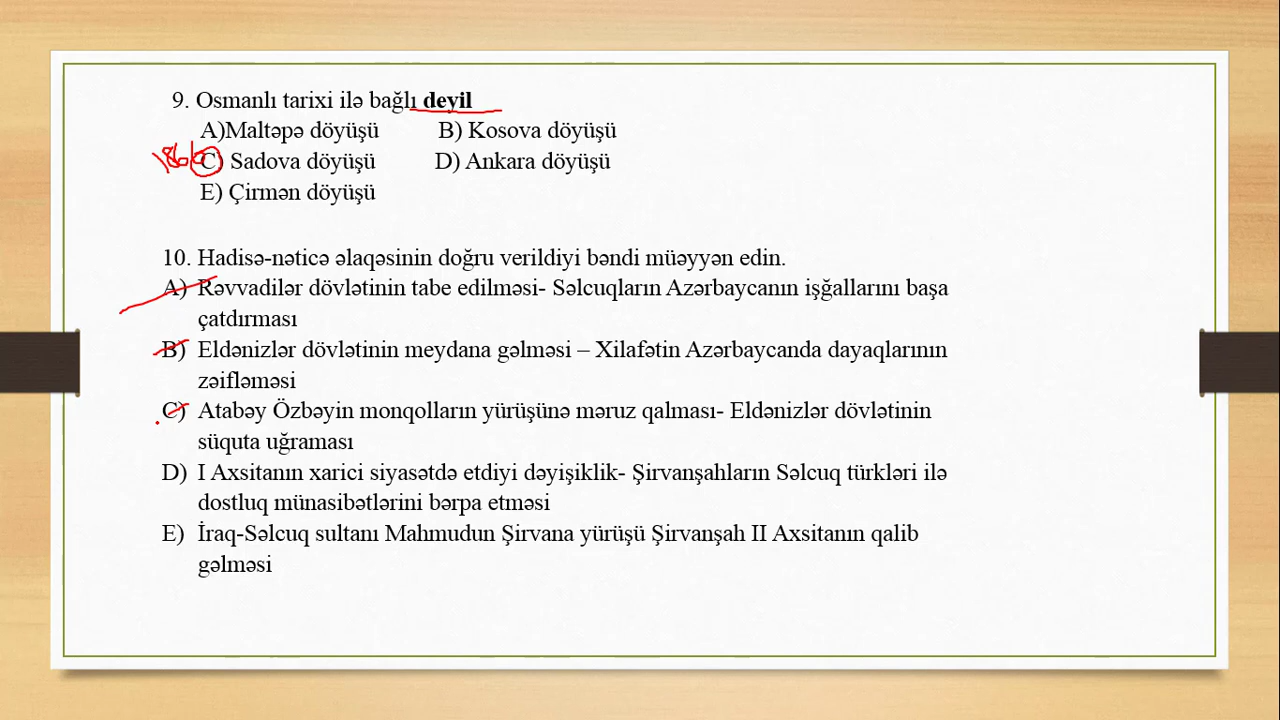 9. Osmanlı tarixi ilə bağlı deyil
A)Maltəpə döyüşü B) Kosova döyüşü
1866 C) Sadova döyüşü D) Ankara döyüşü
E) Çirmən döyüşü
10. Hadisə-nəticə əlaqəsinin doğru verildiyi bəndi müəyyən edin.
A) Rəvvadilər dövlətinin tabe edilməsi- Səlcuqların Azərbaycanın işğallarını başa
çatdırması
B) Eldənizlər dövlətinin meydana gəlməsi – Xilafətin Azərbaycanda dayaqlarının
zəifləməsi
C) Atabəy Özbəyin monqolların yürüşünə məruz qalması- Eldənizlər dövlətinin
süquta uğraması
D) I Axsitanın xarici siyasətdə etdiyi dəyişiklik- Şirvanşahların Səlcuq türkləri ilə
dostluq münasibətlərini bərpa etməsi
E) İraq-Səlcuq sultanı Mahmudun Şirvana yürüşü Şirvanşah II Axsitanın qalib
gəlməsi